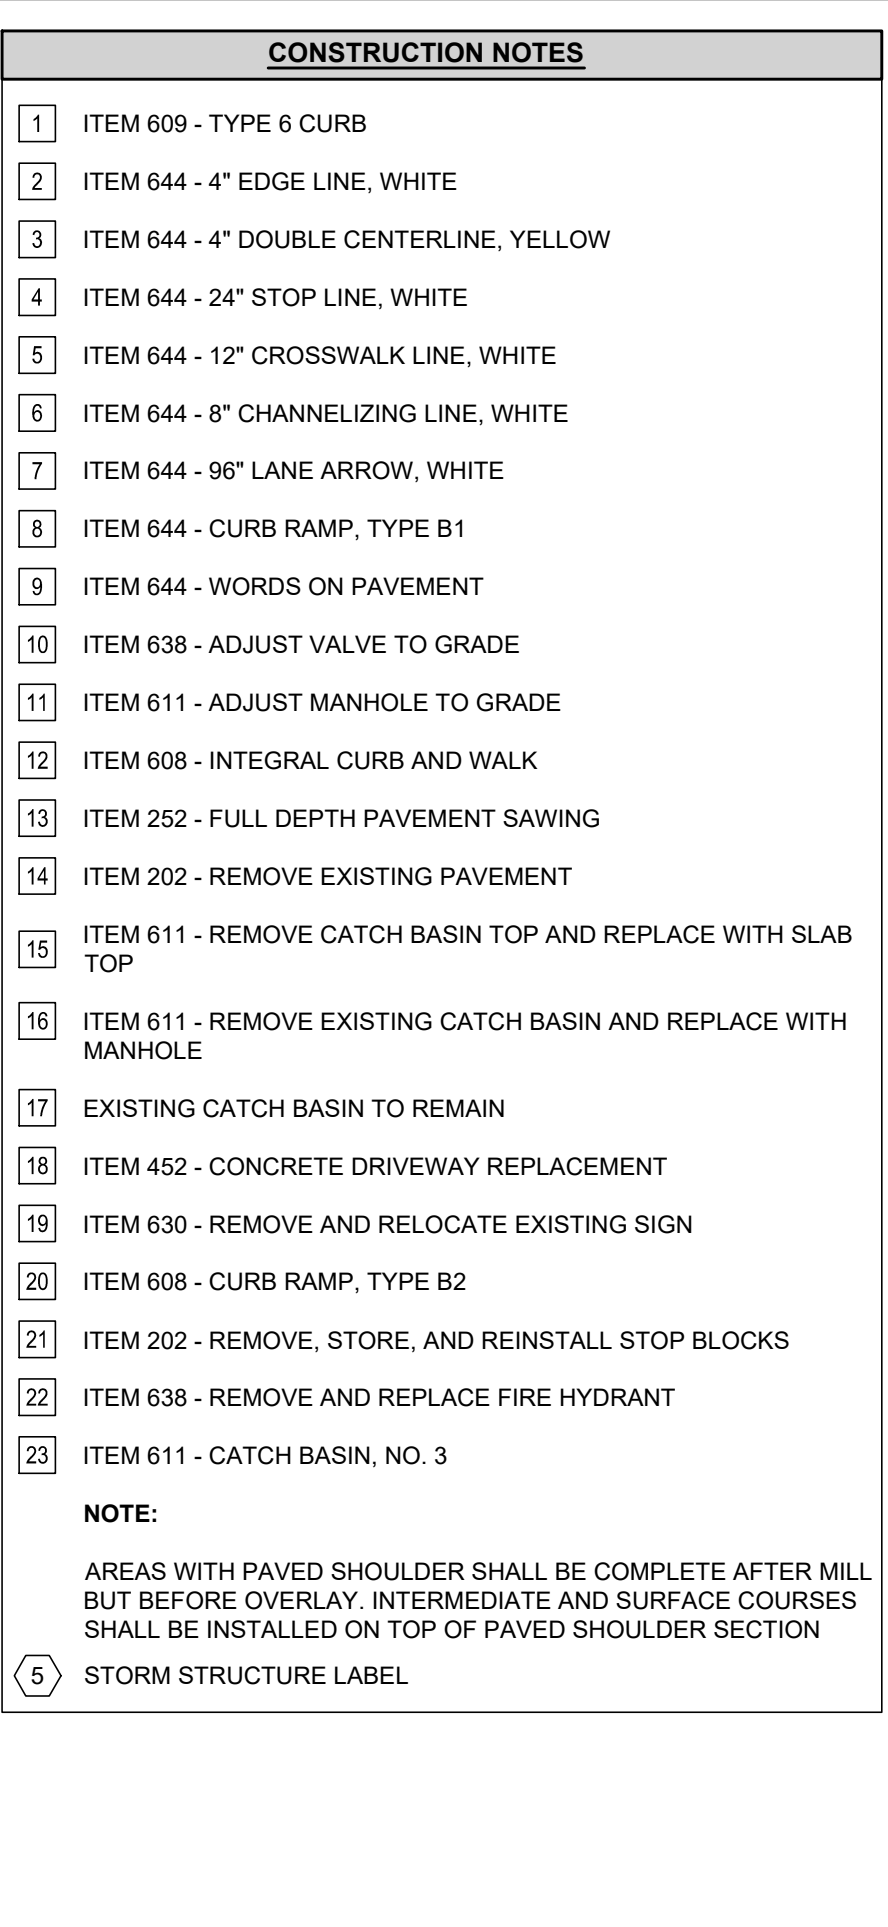 CONSTRUCTION NOTES
1 ITEM 609 - TYPE 6 CURB
2 ITEM 644 - 4" EDGE LINE, WHITE
3 ITEM 644 - 4" DOUBLE CENTERLINE, YELLOW
4 ITEM 644 - 24" STOP LINE, WHITE
5 ITEM 644 - 12" CROSSWALK LINE, WHITE
6 ITEM 644 - 8" CHANNELIZING LINE, WHITE
7 ITEM 644 - 96" LANE ARROW, WHITE
8 ITEM 644 - CURB RAMP, TYPE B1
9 ITEM 644 - WORDS ON PAVEMENT
10 ITEM 638 - ADJUST VALVE TO GRADE
11 ITEM 611 - ADJUST MANHOLE TO GRADE
12 ITEM 608 - INTEGRAL CURB AND WALK
13 ITEM 252 - FULL DEPTH PAVEMENT SAWING
14 ITEM 202 - REMOVE EXISTING PAVEMENT
15 ITEM 611 - REMOVE CATCH BASIN TOP AND REPLACE WITH SLAB
TOP
16 ITEM 611 - REMOVE EXISTING CATCH BASIN AND REPLACE WITH
MANHOLE
17 EXISTING CATCH BASIN TO REMAIN
18 ITEM 452 - CONCRETE DRIVEWAY REPLACEMENT
19 ITEM 630 - REMOVE AND RELOCATE EXISTING SIGN
20 ITEM 608 - CURB RAMP, TYPE B2
21 ITEM 202 - REMOVE, STORE, AND REINSTALL STOP BLOCKS
22 ITEM 638 - REMOVE AND REPLACE FIRE HYDRANT
23 ITEM 611 - CATCH BASIN, NO. 3
NOTE:
AREAS WITH PAVED SHOULDER SHALL BE COMPLETE AFTER MILL
BUT BEFORE OVERLAY. INTERMEDIATE AND SURFACE COURSES
SHALL BE INSTALLED ON TOP OF PAVED SHOULDER SECTION
5 STORM STRUCTURE LABEL